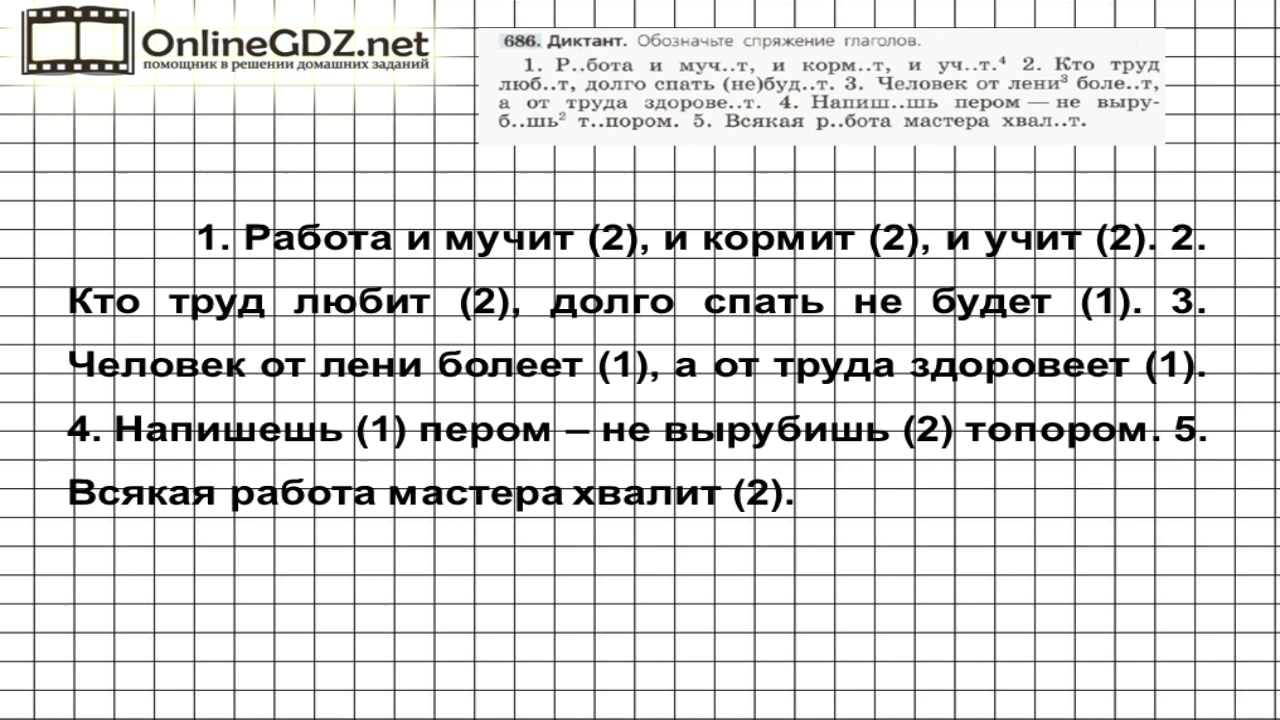 OnlineGDZ.net
помощник в решении домашних заданий
686. Диктант. Обозначьте спряжение глаголов.
1. Р..бота и муч..т, и корм..т, и уч..т.⁴ 2. Кто труд
люб..т, долго спать (не)буд..т. 3. Человек от лени³ боле..т,
а от труда здорове..т. 4. Напиш..шь пером — не выру-
б..шь² т..пором. 5. Всякая р..бота мастера хвал..т.
1. Работа и мучит (2), и кормит (2), и учит (2). 2.
Кто труд любит (2), долго спать не будет (1). 3.
Человек от лени болеет (1), а от труда здоровеет (1).
4. Напишешь (1) пером – не вырубишь (2) топором. 5.
Всякая работа мастера хвалит (2).